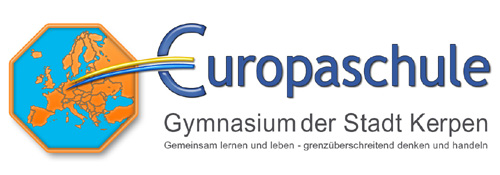 Europaschule
Gymnasium der Stadt Kerpen
Gemeinsam lernen und leben - grenzüberschreitend denken und handeln